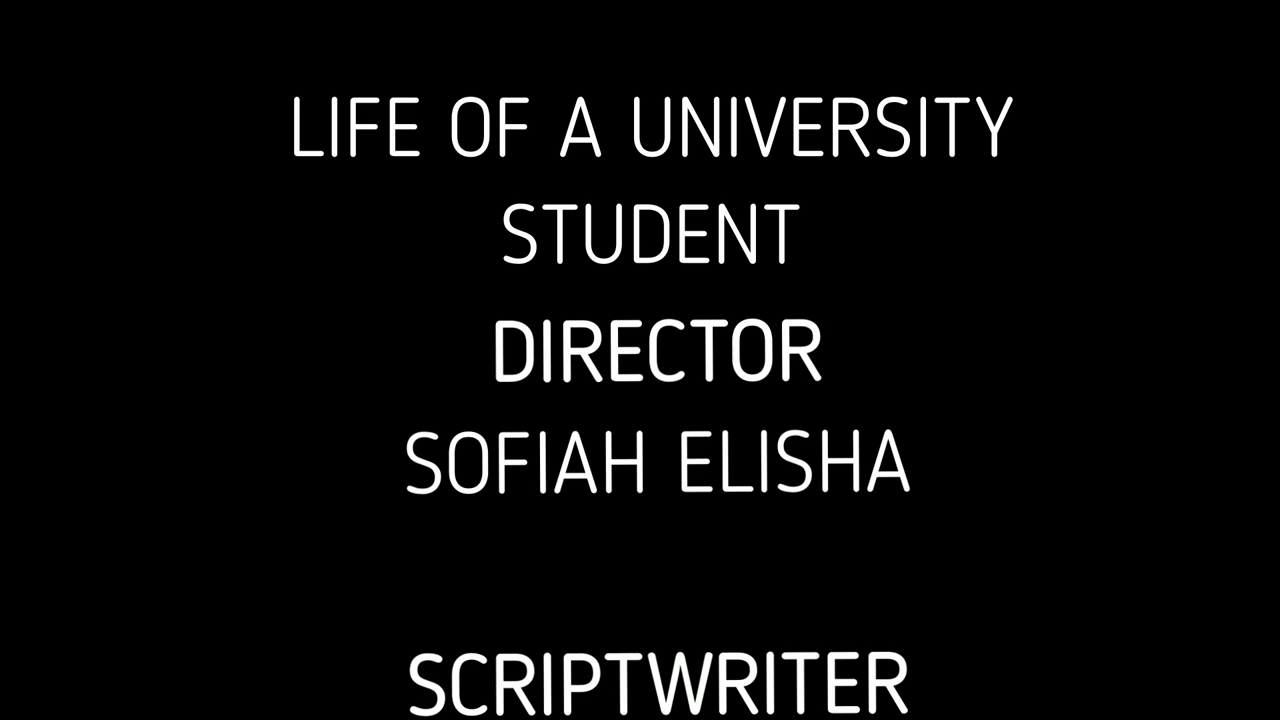 LIFE OF A UNIVERSITY
STUDENT
DIRECTOR
SOFIAH ELISHA
SCRIPTWRITER